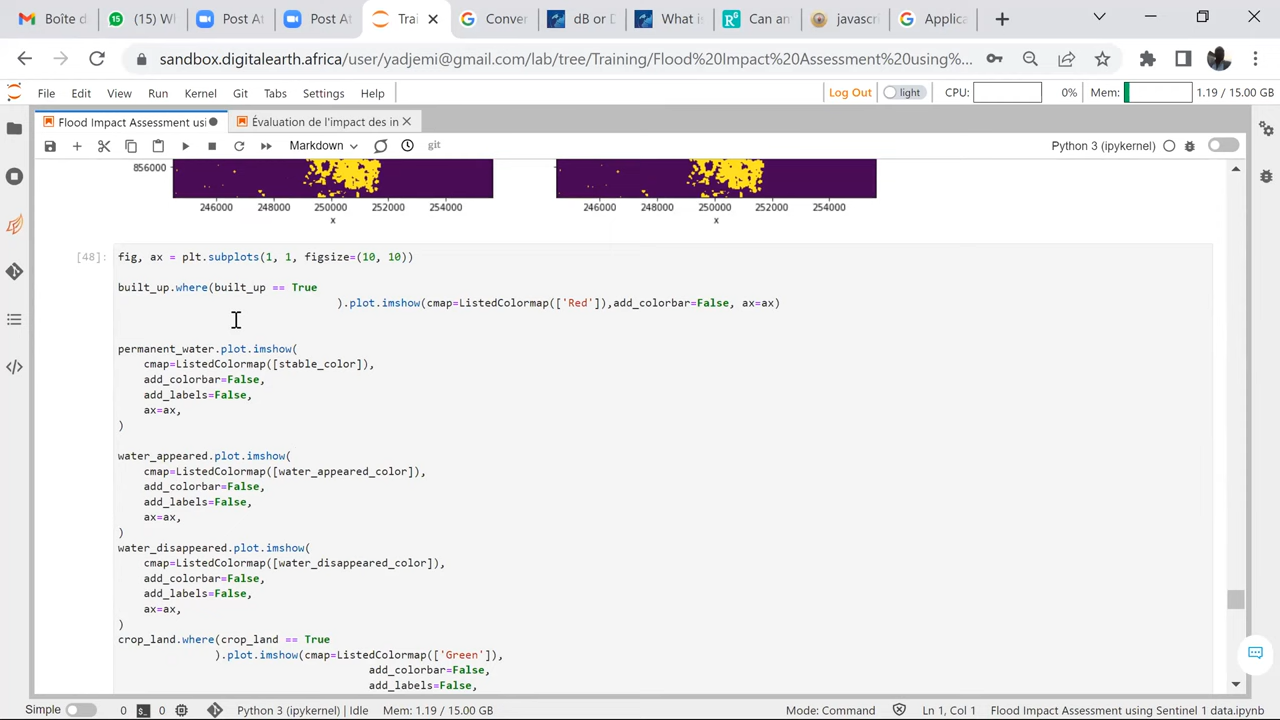 Boîte d
(15) W
Post A
Post A
Trai
Conver
dB or D
What is
Can an
javascr
Applica
sandbox.digitalearth.africa/user/yadjemi@gmail.com/lab/tree/Training/Flood%20Impact%20Assessment%20using%...
File Edit View Run Kernel Git Tabs Settings Help
Log Out
light
CPU: 0%
Mem: 1.19 / 15.00 GB
Flood Impact Assessment usi
Évaluation de l'impact des in
Markdown
git
Python 3 (ipykernel)
856000
246000 248000 250000 252000 254000
246000 248000 250000 252000 254000
x
x
[48]:
fig, ax = plt.subplots(1, 1, figsize=(10, 10))
built_up.where(built_up == True
).plot.imshow(cmap=ListedColormap(['Red']),add_colorbar=False, ax=ax)
permanent_water.plot.imshow(
cmap=ListedColormap([stable_color]),
add_colorbar=False,
add_labels=False,
ax=ax,
)
water_appeared.plot.imshow(
cmap=ListedColormap([water_appeared_color]),
add_colorbar=False,
add_labels=False,
ax=ax,
)
water_disappeared.plot.imshow(
cmap=ListedColormap([water_disappeared_color]),
add_colorbar=False,
add_labels=False,
ax=ax,
)
crop_land.where(crop_land == True
).plot.imshow(cmap=ListedColormap(['Green']),
add_colorbar=False,
add_labels=False,
Simple 0 0 Python 3 (ipykernel) | Idle Mem: 1.19 / 15.00 GB Mode: Command Ln 1, Col 1 Flood Impact Assessment using Sentinel 1 data.ipynb